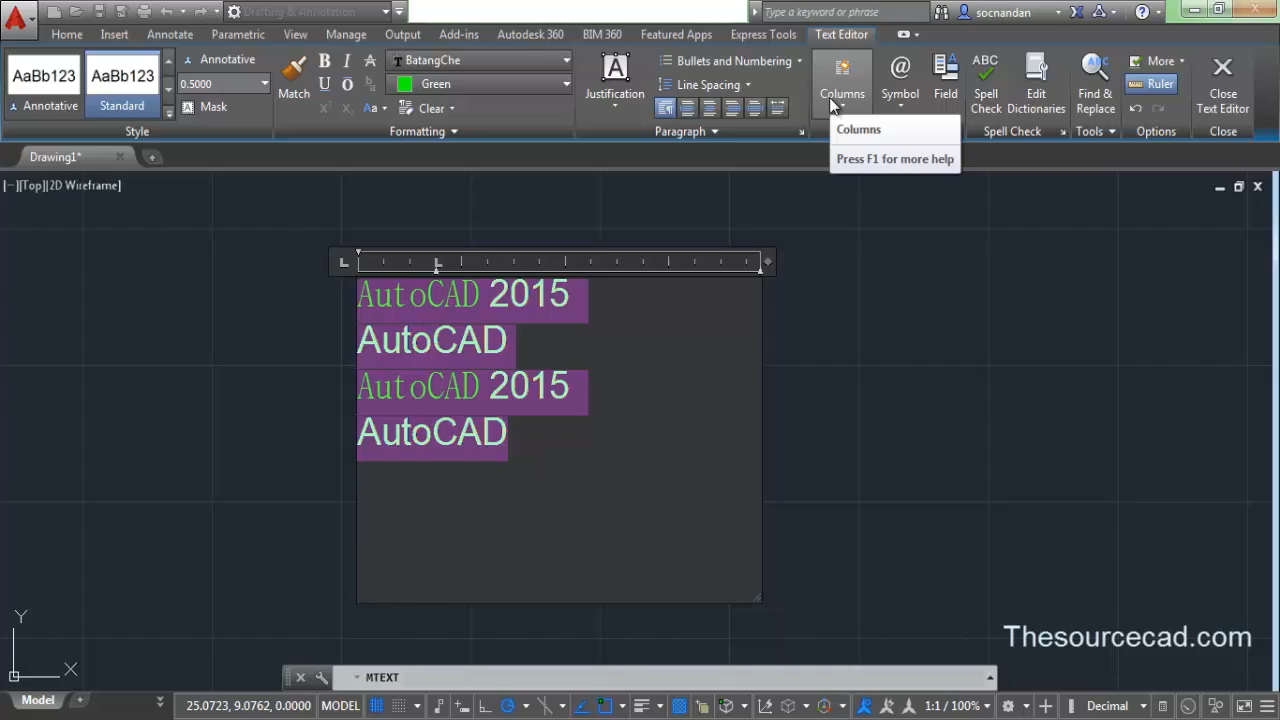 Drafting & Annotation
Type a keyword or phrase
socnandan
Home Insert Annotate Parametric View Manage Output Add-ins Autodesk 360 BIM 360 Featured Apps Express Tools Text Editor
AaBb123
Annotative
AaBb123
Standard
Annotative
0.5000
Mask
Style
Match
B I A
U O
Aa
BatangChe
Green
Clear
Formatting
A
Justification
Bullets and Numbering
Line Spacing
Paragraph
Columns
@
Symbol
Field
ABC
Spell
Check
Edit
Dictionaries
Spell Check
Find &
Replace
Tools
More
Ruler
Options
Close
Text Editor
Close
Columns
Press F1 for more help
Drawing1*
[−][Top][2D Wireframe]
AutoCAD 2015
AutoCAD
AutoCAD 2015
AutoCAD
Y
X
Thesourcecad.com
MTEXT
Model
25.0723, 9.0762, 0.0000 MODEL
1:1 / 100%
Decimal